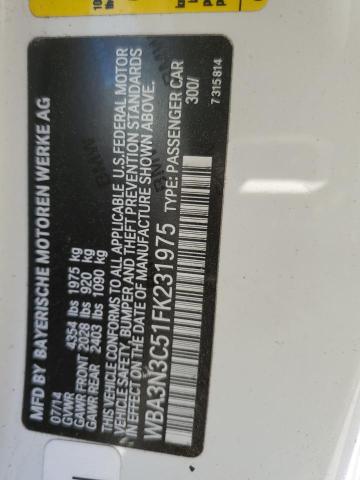 MFD BY BAYERISCHE MOTOREN WERKE AG
07/14
GVWR 4354 lbs 1975 kg
GAWR FRONT 2028 lbs 920 kg
GAWR REAR 2403 lbs 1090 kg
THIS VEHICLE CONFORMS TO ALL APPLICABLE U.S.FEDERAL MOTOR
VEHICLE SAFETY, BUMPER, AND THEFT PREVENTION STANDARDS IN
EFFECT ON THE DATE OF MANUFACTURE SHOWN ABOVE.
WBA3N3C51FK231975 TYPE: PASSENGER CAR
300/
7 315 814